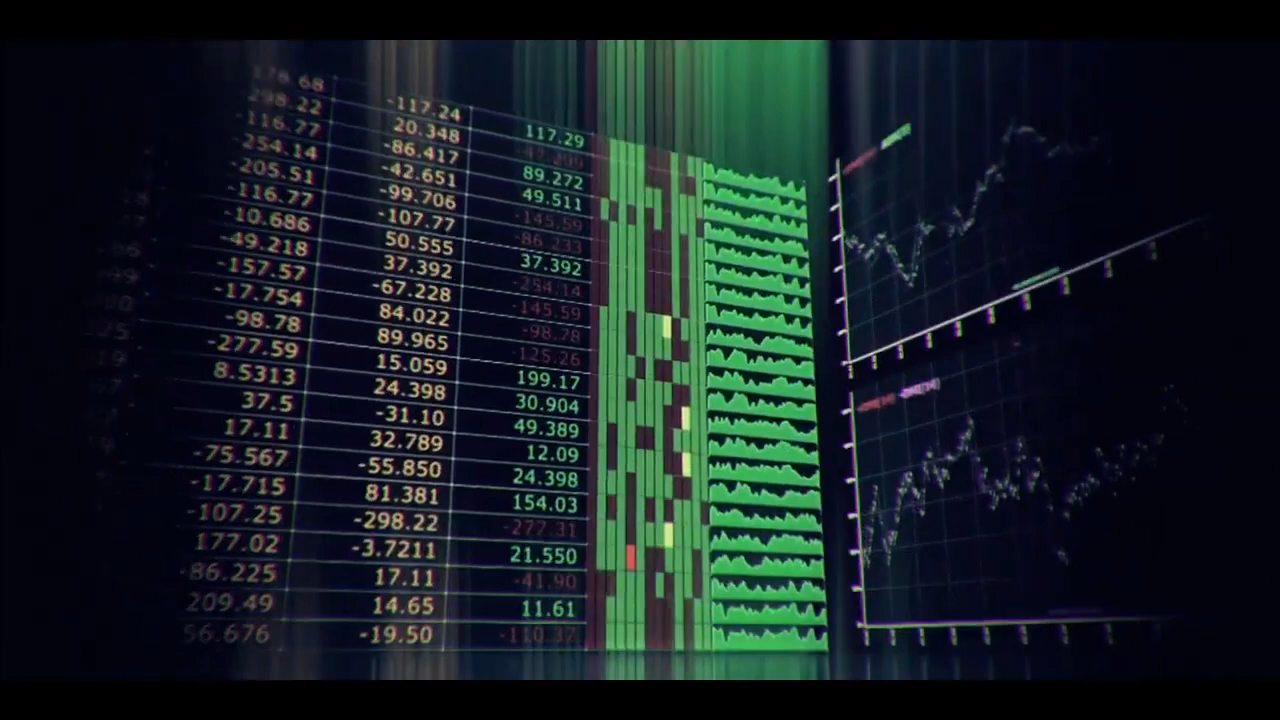 178.68 -117.24 117.29
-298.22 20.348
-116.77 -86.417 89.272
-254.14 -42.651 49.511
-205.51 -99.706 -145.59
-116.77 -107.77 -86.233
-10.686 50.555 37.392
-49.218 37.392 -254.14
-157.57 -67.228 -145.59
-17.754 84.022 -98.78
-98.78 89.965 -125.26
-277.59 15.059 199.17
8.5313 24.398 30.904
37.5 -31.10 49.389
17.11 32.789 12.09
-75.567 -55.850 24.398
-17.715 81.381 154.03
-107.25 -298.22 -277.31
177.02 -3.7211 21.550
-86.225 17.11 -41.90
209.49 14.65 11.61
56.676 -19.50 -110.37